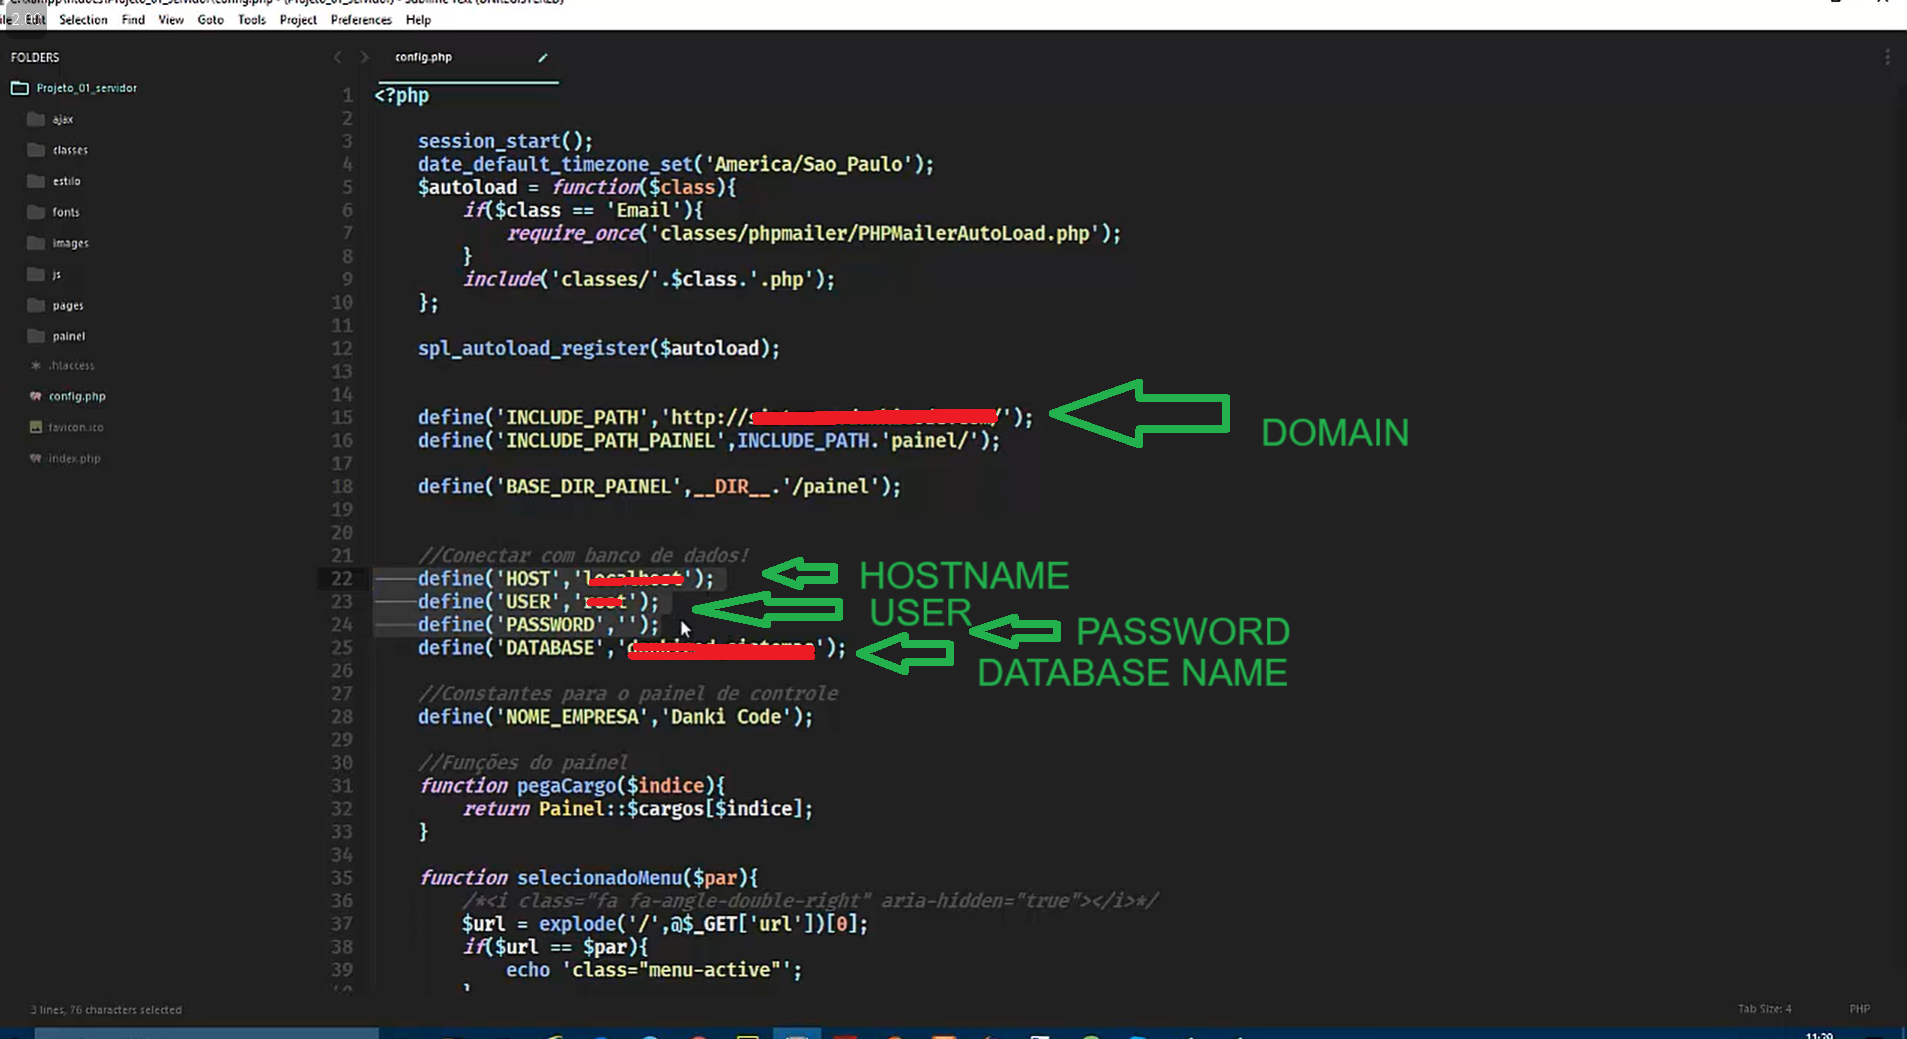 Edit Selection Find View Goto Tools Project Preferences Help
FOLDERS
Projeto_01_servidor
ajax
classes
estilo
fonts
images
js
pages
painel
.htaccess
config.php
favicon.ico
index.php
config.php
1 <?php
2
3 session_start();
4 date_default_timezone_set('America/Sao_Paulo');
5 $autoload = function($class){
6 if($class == 'Email'){
7 require_once('classes/phpmailer/PHPMailerAutoLoad.php');
8 }
9 include('classes/'.$class.'.php');
10 };
11
12 spl_autoload_register($autoload);
13
14
15 define('INCLUDE_PATH','http:// /');
16 define('INCLUDE_PATH_PAINEL',INCLUDE_PATH.'painel/');
17
18 define('BASE_DIR_PAINEL',__DIR__.'/painel');
19
20
21 //Conectar com banco de dados!
22 define('HOST','localhost');
23 define('USER','root');
24 define('PASSWORD','');
25 define('DATABASE',' ');
26
27 //Constantes para o painel de controle
28 define('NOME_EMPRESA','Danki Code');
29
30 //Funções do painel
31 function pegaCargo($indice){
32 return Painel::$cargos[$indice];
33 }
34
35 function selecionadoMenu($par){
36 /*<i class="fa fa-angle-double-right" aria-hidden="true"></i>*/
37 $url = explode('/',@$_GET['url'])[0];
38 if($url == $par){
39 echo 'class="menu-active"';
DOMAIN
HOSTNAME
USER
PASSWORD
DATABASE NAME
3 lines, 76 characters selected
Tab Size: 4
PHP